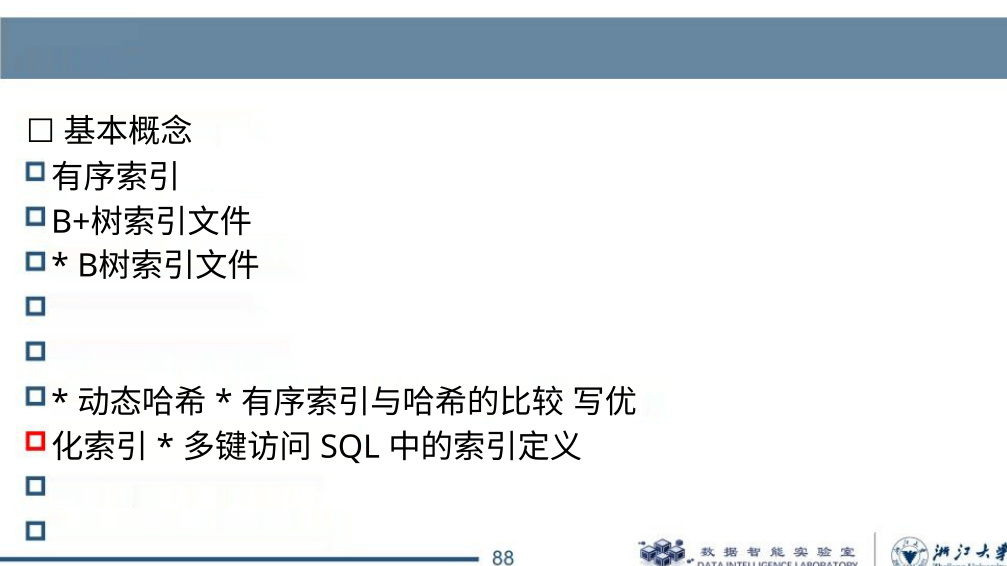 □ 基本概念
有序索引
B+树索引文件
* B树索引文件
* 动态哈希 * 有序索引与哈希的比较 写优
化索引 * 多键访问 SQL 中的索引定义
88
数据智能实验室
DATA INTELLIGENCE LABORATORY
浙江大学